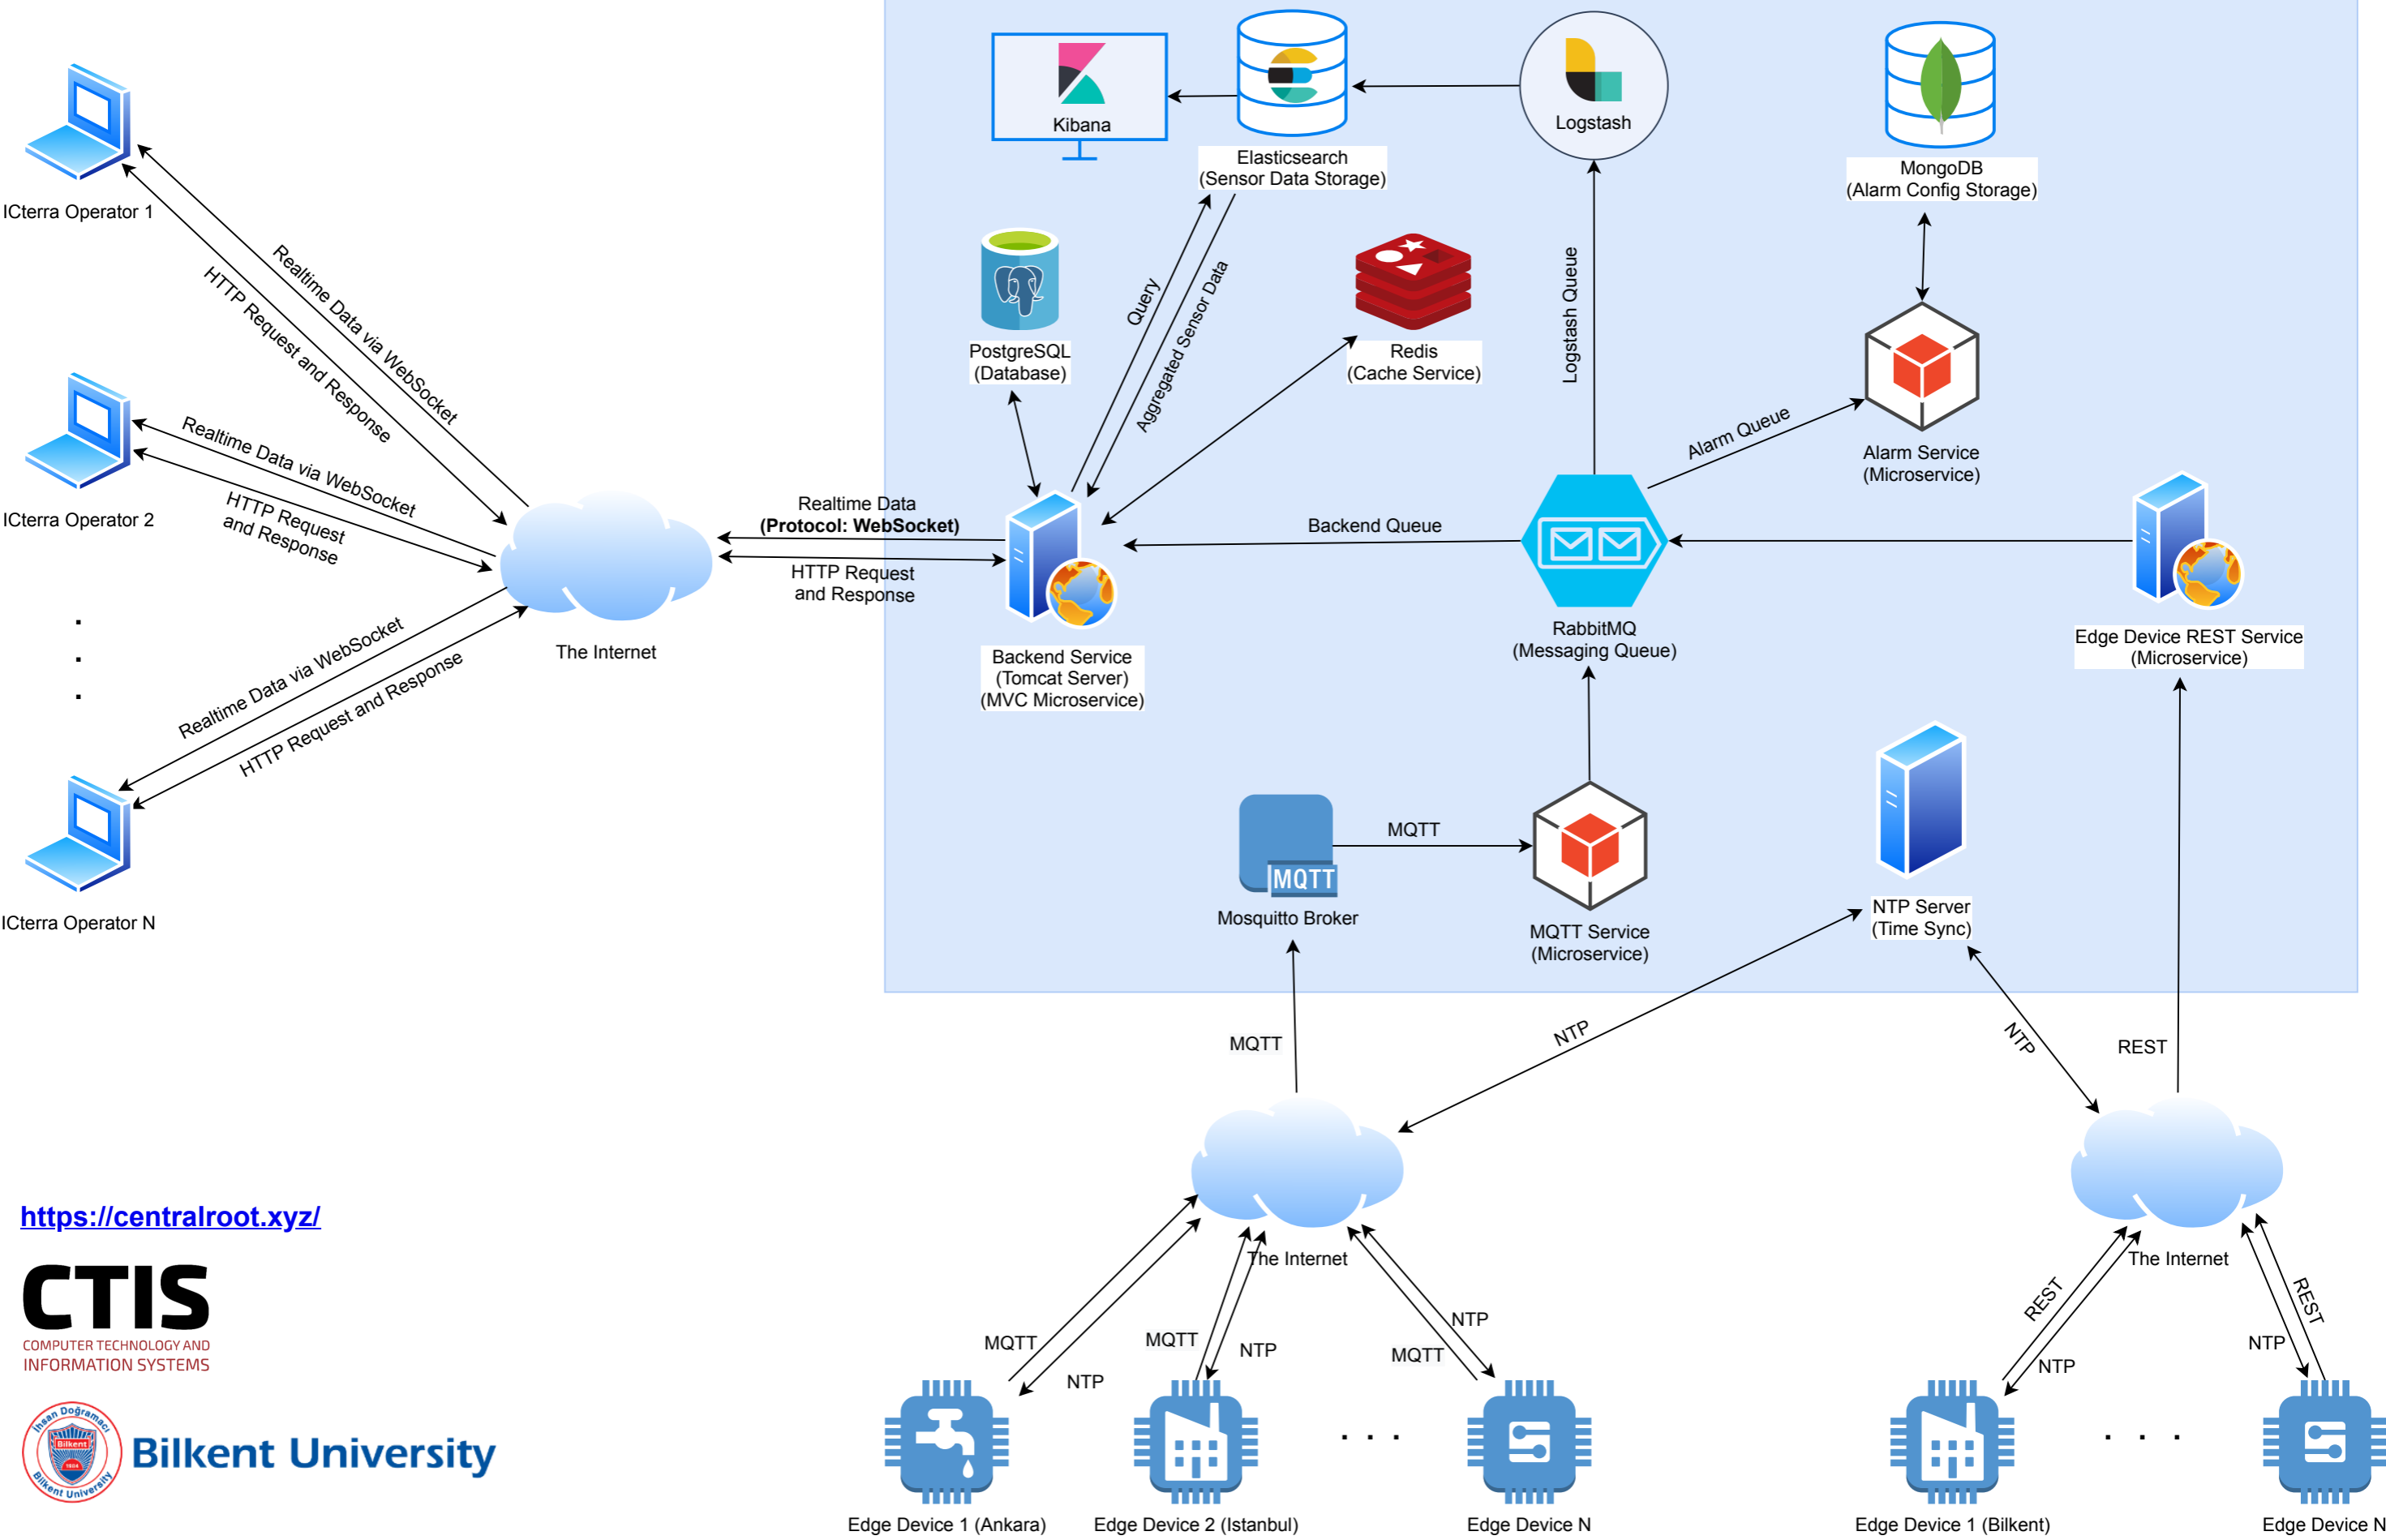 Kibana
Elasticsearch
(Sensor Data Storage)
Logstash
MongoDB
(Alarm Config Storage)
ICterra Operator 1
Realtime Data via WebSocket
HTTP Request and Response
PostgreSQL
(Database)
Query
Aggregated Sensor Data
Redis
(Cache Service)
Logstash Queue
Alarm Queue
Alarm Service
(Microservice)
ICterra Operator 2
Realtime Data via WebSocket
HTTP Request
and Response
The Internet
Realtime Data
(Protocol: WebSocket)
HTTP Request
and Response
Backend Service
(Tomcat Server)
(MVC Microservice)
Backend Queue
RabbitMQ
(Messaging Queue)
Edge Device REST Service
(Microservice)
.
.
.
Realtime Data via WebSocket
HTTP Request and Response
ICterra Operator N
MQTT
Mosquitto Broker
MQTT
MQTT Service
(Microservice)
NTP Server
(Time Sync)
MQTT
NTP
NTP
REST
The Internet
The Internet
MQTT
NTP
MQTT
NTP
MQTT
NTP
REST
NTP
REST
NTP
. . .
. . .
Edge Device 1 (Ankara)
Edge Device 2 (Istanbul)
Edge Device N
Edge Device 1 (Bilkent)
Edge Device N
https://centralroot.xyz/
CTIS
COMPUTER TECHNOLOGY AND
INFORMATION SYSTEMS
İhsan Doğramacı
Bilkent
1984
Bilkent University
Bilkent University